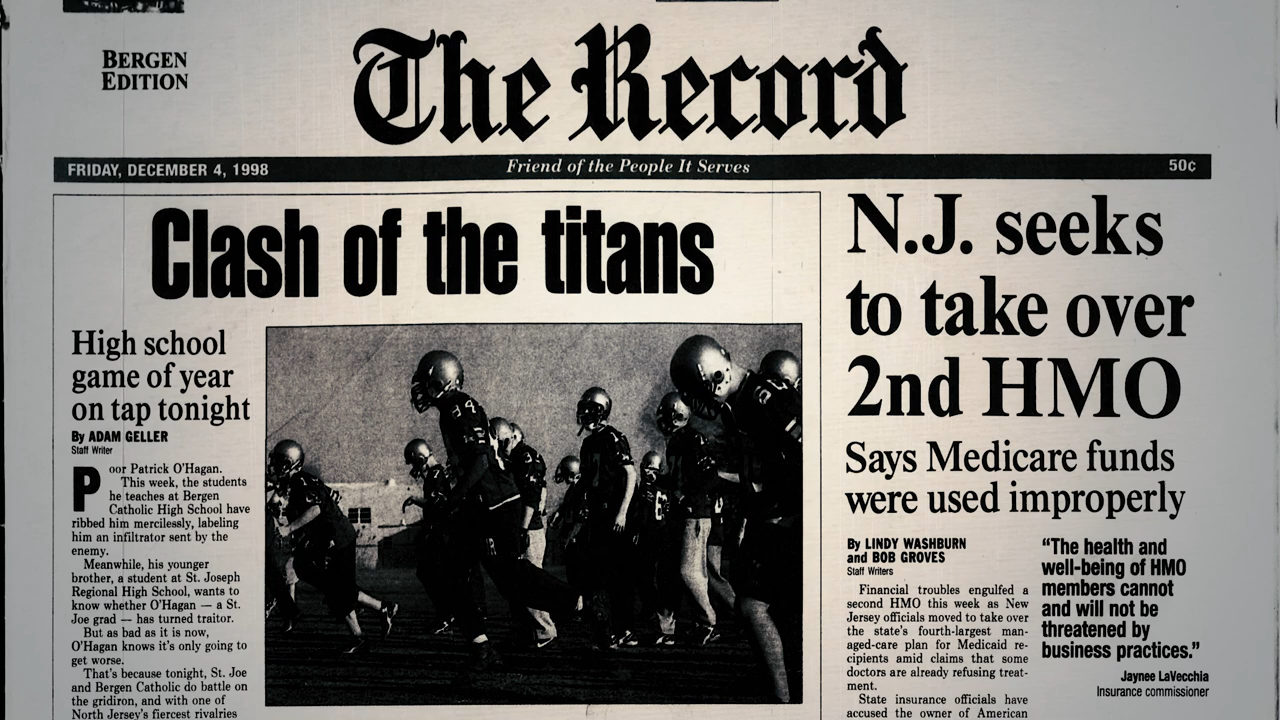 BERGEN
EDITION
The Record
FRIDAY, DECEMBER 4, 1998
Friend of the People It Serves
50¢
Clash of the titans
High school
game of year
on tap tonight
By ADAM GELLER
Staff Writer
Poor Patrick O'Hagan.
This week, the students
he teaches at Bergen
Catholic High School have
ribbed him mercilessly, labeling
him an infiltrator sent by the
enemy.
Meanwhile, his younger
brother, a student at St. Joseph
Regional High School, wants to
know whether O'Hagan — a St.
Joe grad — has turned traitor.
But as bad as it is now,
O'Hagan knows it's only going to
get worse.
That's because tonight, St. Joe
and Bergen Catholic do battle on
the gridiron, and with one of
North Jersey's fiercest rivalries
34
N.J. seeks
to take over
2nd HMO
Says Medicare funds
were used improperly
By LINDY WASHBURN
and BOB GROVES
Staff Writers
Financial troubles engulfed a
second HMO this week as New
Jersey officials moved to take over
the state's fourth-largest man-
aged-care plan for Medicaid re-
cipients amid claims that some
doctors are already refusing treat-
ment.
State insurance officials have
accused the owner of American
“The health and
well-being of HMO
members cannot
and will not be
threatened by
business practices.”
Jaynee LaVecchia
Insurance commissioner